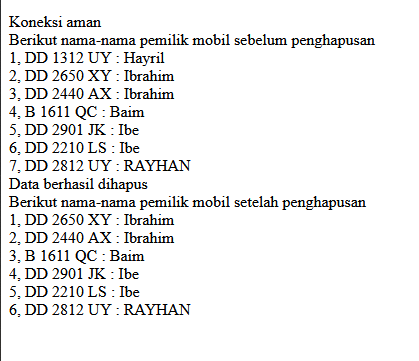 Koneksi aman
Berikut nama-nama pemilik mobil sebelum penghapusan
1, DD 1312 UY : Hayril
2, DD 2650 XY : Ibrahim
3, DD 2440 AX : Ibrahim
4, B 1611 QC : Baim
5, DD 2901 JK : Ibe
6, DD 2210 LS : Ibe
7, DD 2812 UY : RAYHAN
Data berhasil dihapus
Berikut nama-nama pemilik mobil setelah penghapusan
1, DD 2650 XY : Ibrahim
2, DD 2440 AX : Ibrahim
3, B 1611 QC : Baim
4, DD 2901 JK : Ibe
5, DD 2210 LS : Ibe
6, DD 2812 UY : RAYHAN